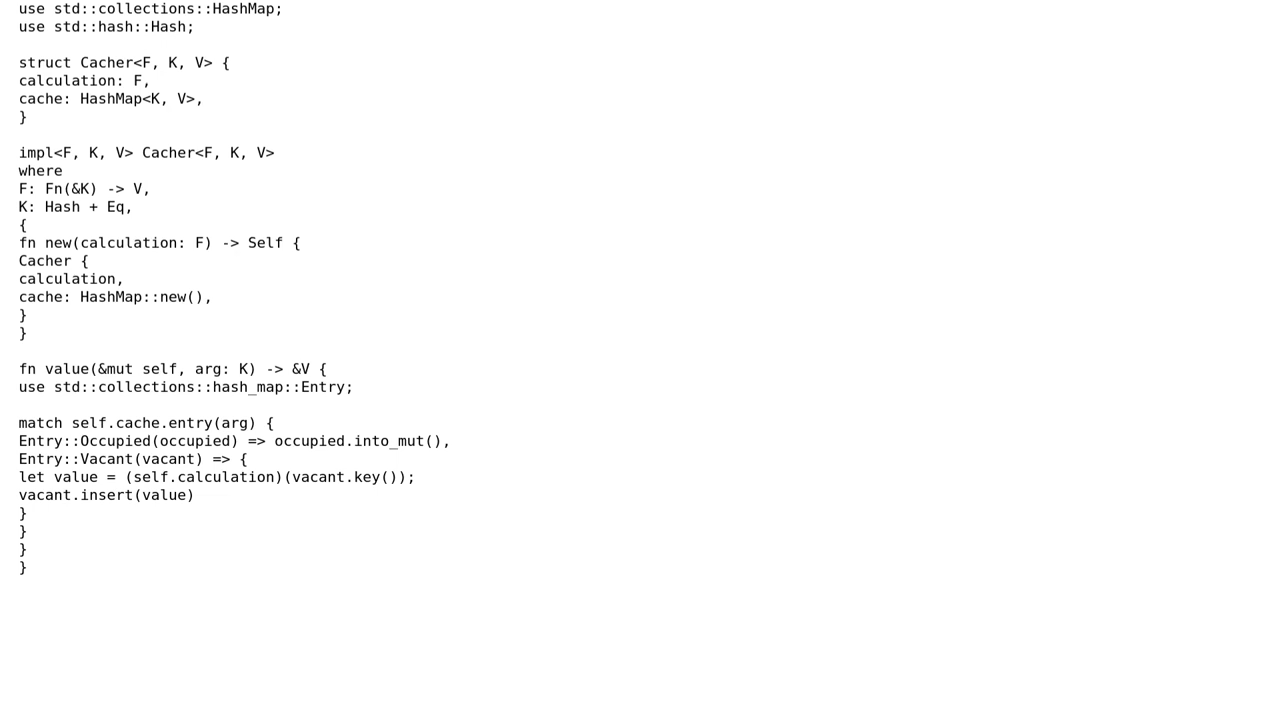 use std::collections::HashMap;
use std::hash::Hash;

struct Cacher<F, K, V> {
calculation: F,
cache: HashMap<K, V>,
}

impl<F, K, V> Cacher<F, K, V>
where
F: Fn(&K) -> V,
K: Hash + Eq,
{
fn new(calculation: F) -> Self {
Cacher {
calculation,
cache: HashMap::new(),
}
}

fn value(&mut self, arg: K) -> &V {
use std::collections::hash_map::Entry;

match self.cache.entry(arg) {
Entry::Occupied(occupied) => occupied.into_mut(),
Entry::Vacant(vacant) => {
let value = (self.calculation)(vacant.key());
vacant.insert(value)
}
}
}
}